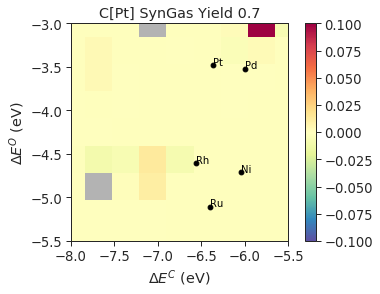 C[Pt] SynGas Yield 0.7
−3.0
−3.5
−4.0
−4.5
−5.0
−5.5
ΔE^O (eV)
Pt
Pd
Rh
Ni
Ru
−8.0 −7.5 −7.0 −6.5 −6.0 −5.5
ΔE^C (eV)
0.100
0.075
0.050
0.025
0.000
−0.025
−0.050
−0.075
−0.100